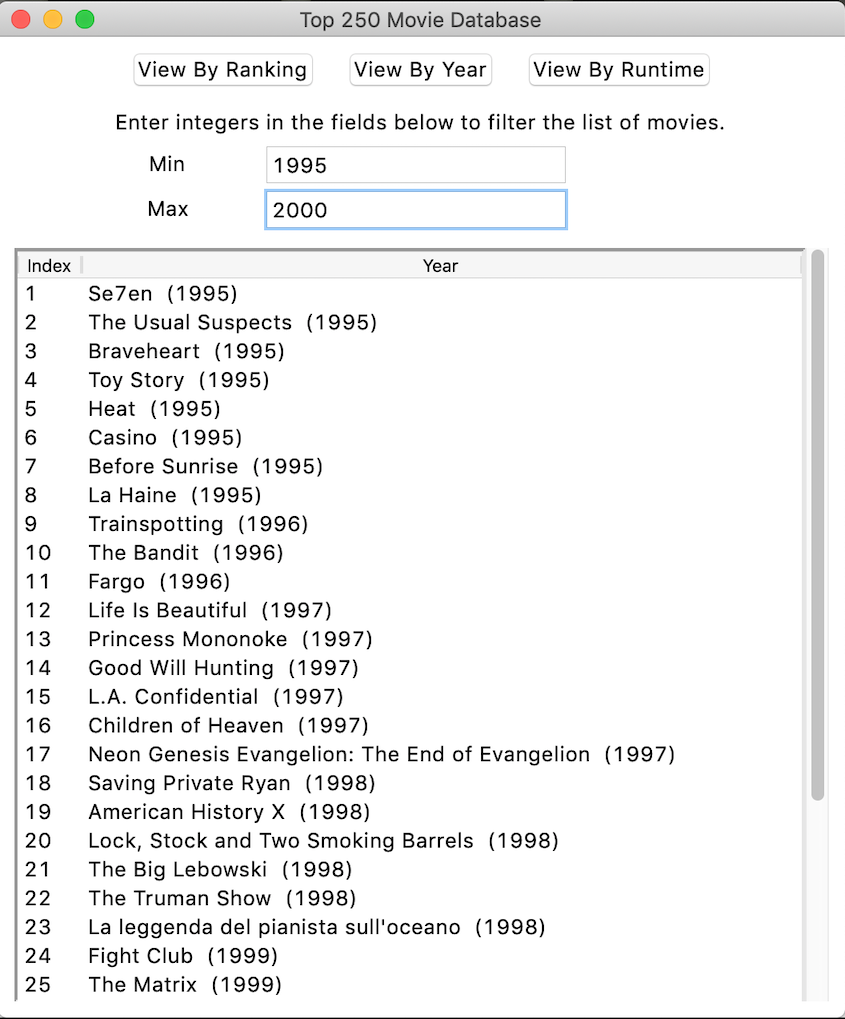 Top 250 Movie Database
View By Ranking View By Year View By Runtime
Enter integers in the fields below to filter the list of movies.
Min 1995
Max 2000
Index Year
1 Se7en (1995)
2 The Usual Suspects (1995)
3 Braveheart (1995)
4 Toy Story (1995)
5 Heat (1995)
6 Casino (1995)
7 Before Sunrise (1995)
8 La Haine (1995)
9 Trainspotting (1996)
10 The Bandit (1996)
11 Fargo (1996)
12 Life Is Beautiful (1997)
13 Princess Mononoke (1997)
14 Good Will Hunting (1997)
15 L.A. Confidential (1997)
16 Children of Heaven (1997)
17 Neon Genesis Evangelion: The End of Evangelion (1997)
18 Saving Private Ryan (1998)
19 American History X (1998)
20 Lock, Stock and Two Smoking Barrels (1998)
21 The Big Lebowski (1998)
22 The Truman Show (1998)
23 La leggenda del pianista sull'oceano (1998)
24 Fight Club (1999)
25 The Matrix (1999)